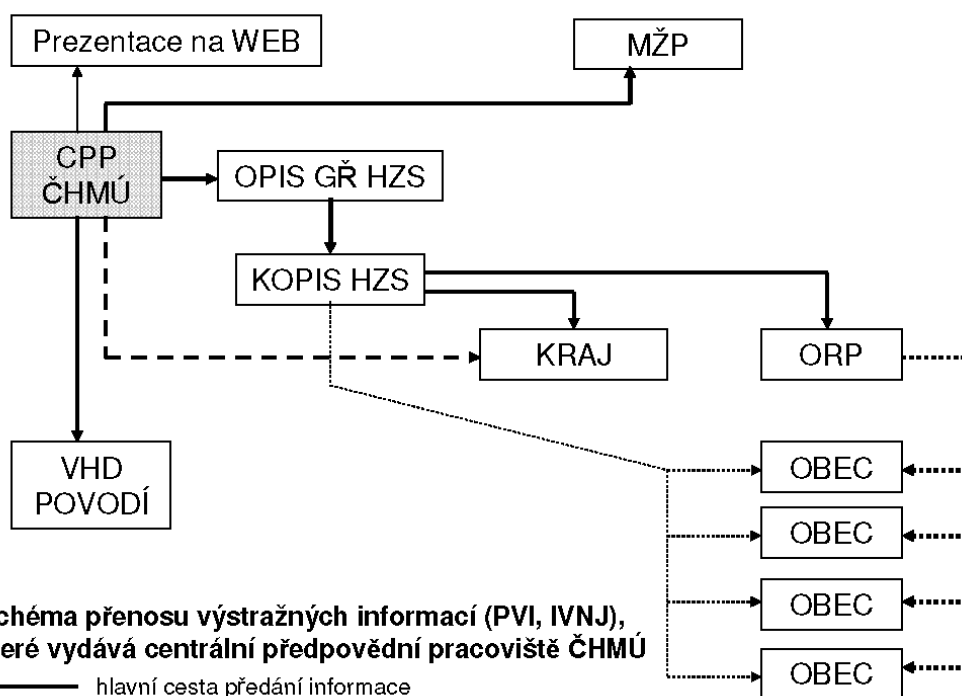 Prezentace na WEB
MŽP
CPP
ČHMÚ
OPIS GŘ HZS
KOPIS HZS
KRAJ
ORP
VHD
POVODÍ
OBEC
OBEC
OBEC
OBEC
chéma přenosu výstražných informací (PVI, IVNJ),
eré vydává centrální předpovědní pracoviště ČHMÚ
hlavní cesta předání informace